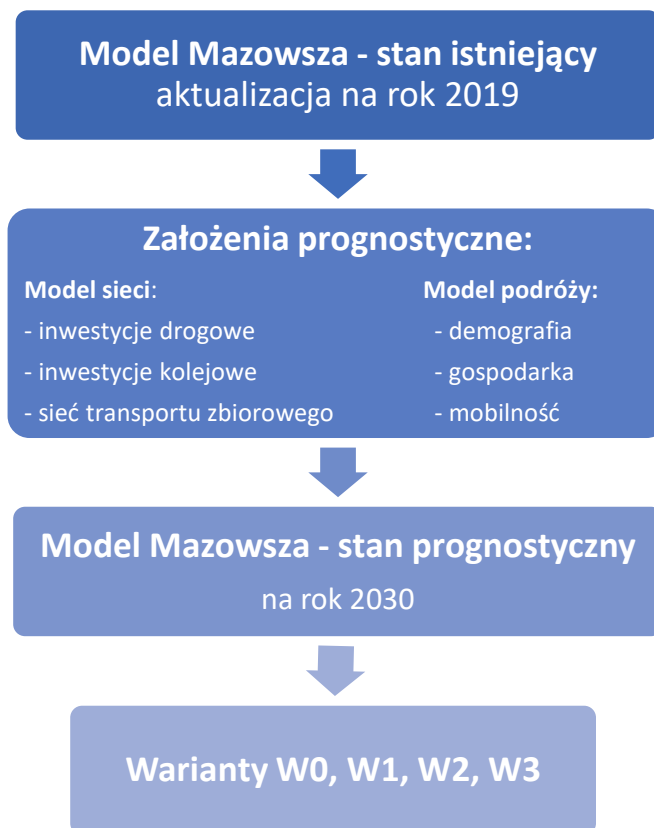 Model Mazowsza - stan istniejący
aktualizacja na rok 2019
Założenia prognostyczne:
Model sieci:
- inwestycje drogowe
- inwestycje kolejowe
- sieć transportu zbiorowego
Model podróży:
- demografia
- gospodarka
- mobilność
Model Mazowsza - stan prognostyczny
na rok 2030
Warianty W0, W1, W2, W3